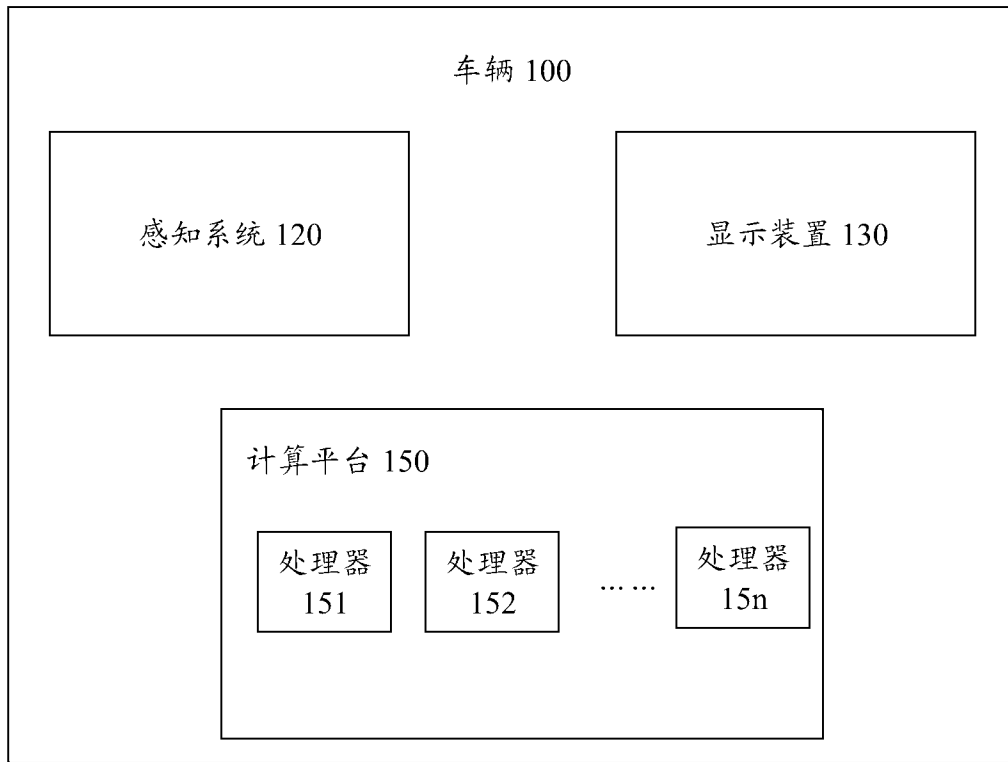 车辆 100
感知系统 120
显示装置 130
计算平台 150
处理器
151
处理器
152
... ...
处理器
15n